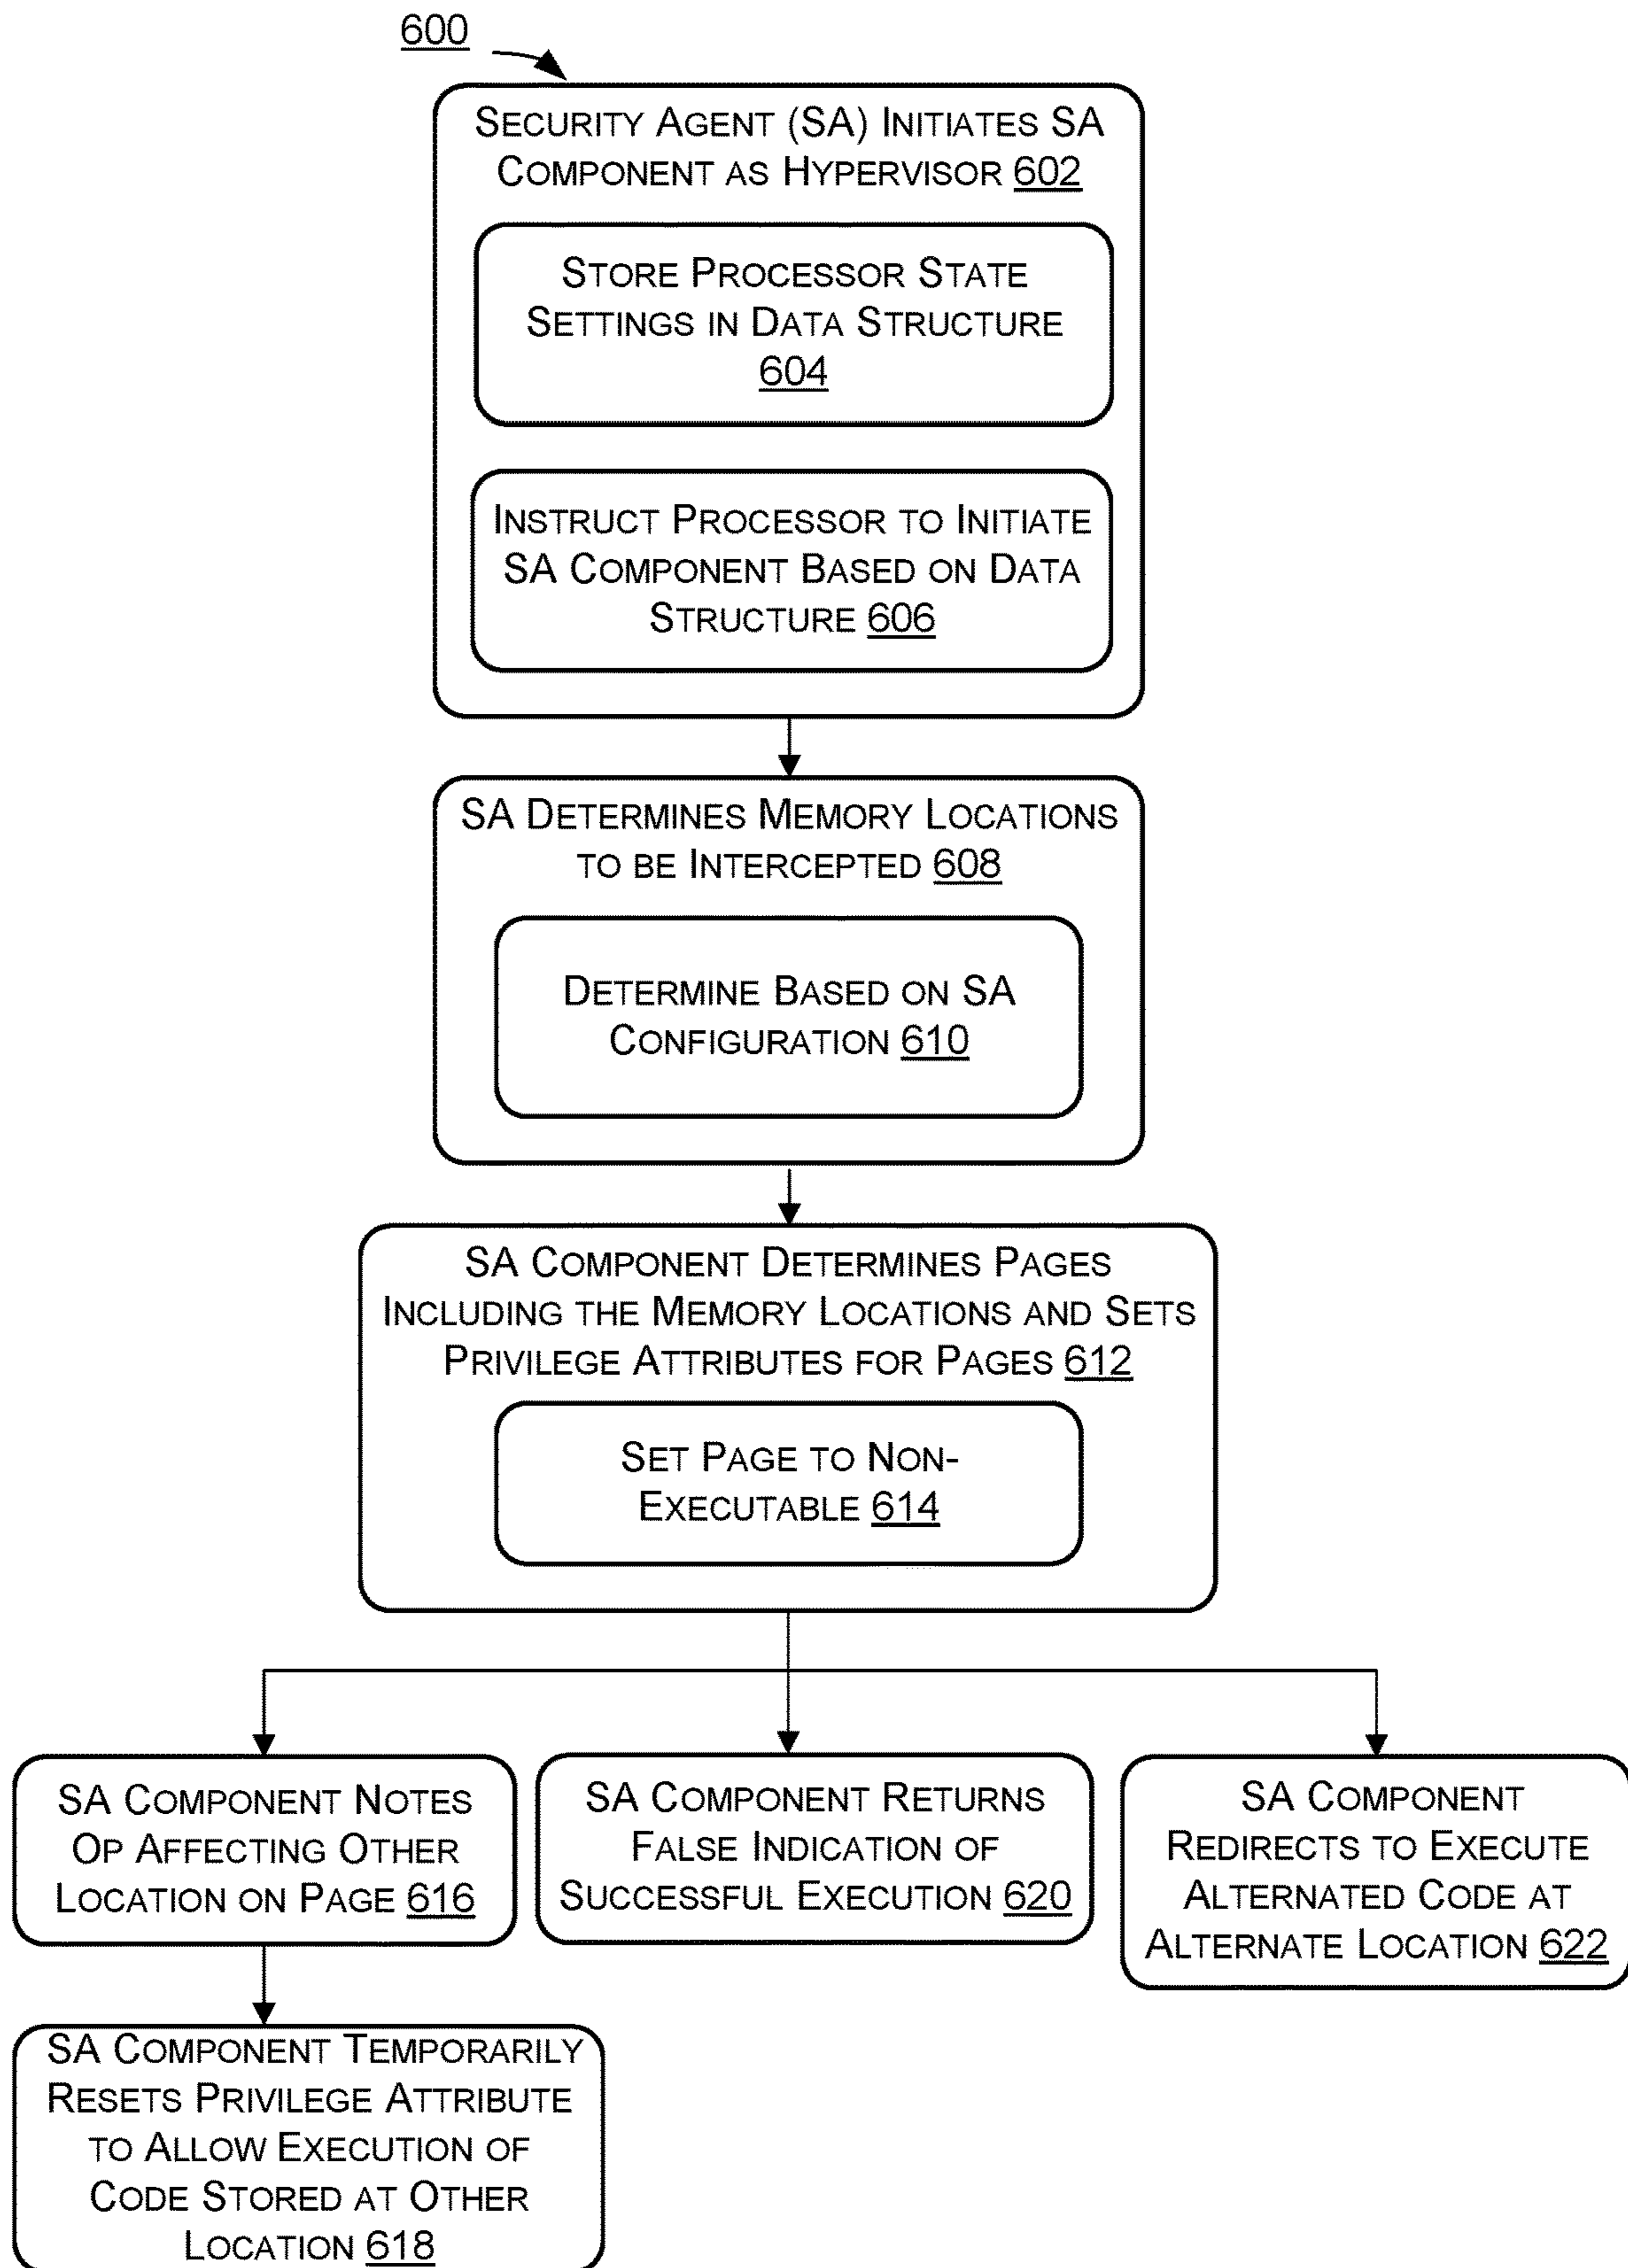 600
SECURITY AGENT (SA) INITIATES SA
COMPONENT AS HYPERVISOR 602
STORE PROCESSOR STATE
SETTINGS IN DATA STRUCTURE
604
INSTRUCT PROCESSOR TO INITIATE
SA COMPONENT BASED ON DATA
STRUCTURE 606
SA DETERMINES MEMORY LOCATIONS
TO BE INTERCEPTED 608
DETERMINE BASED ON SA
CONFIGURATION 610
SA COMPONENT DETERMINES PAGES
INCLUDING THE MEMORY LOCATIONS AND SETS
PRIVILEGE ATTRIBUTES FOR PAGES 612
SET PAGE TO NON-
EXECUTABLE 614
SA COMPONENT NOTES
OP AFFECTING OTHER
LOCATION ON PAGE 616
SA COMPONENT RETURNS
FALSE INDICATION OF
SUCCESSFUL EXECUTION 620
SA COMPONENT
REDIRECTS TO EXECUTE
ALTERNATED CODE AT
ALTERNATE LOCATION 622
SA COMPONENT TEMPORARILY
RESETS PRIVILEGE ATTRIBUTE
TO ALLOW EXECUTION OF
CODE STORED AT OTHER
LOCATION 618